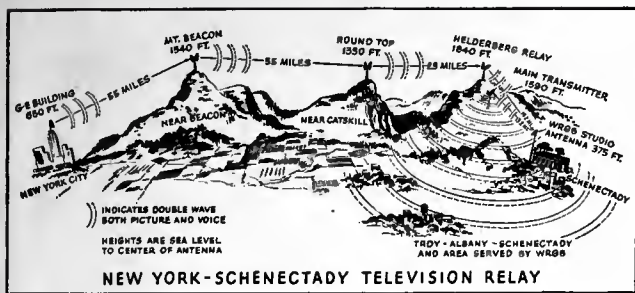 MT. BEACON
1540 FT.
ROUND TOP
1350 FT.
HELDERBERG RELAY
1840 FT.
MAIN TRANSMITTER
1590 FT.
G-E BUILDING
650 FT.
55 MILES
55 MILES
29 MILES
WRGB STUDIO
ANTENNA 375 FT.
NEAR BEACON
NEAR CATSKILL
NEW YORK CITY
SCHENECTADY
INDICATES DOUBLE WAVE
BOTH PICTURE AND VOICE
HEIGHTS ARE SEA LEVEL
TO CENTER OF ANTENNA
TROY - ALBANY - SCHENECTADY
AND AREA SERVED BY WRGB
NEW YORK-SCHENECTADY TELEVISION RELAY